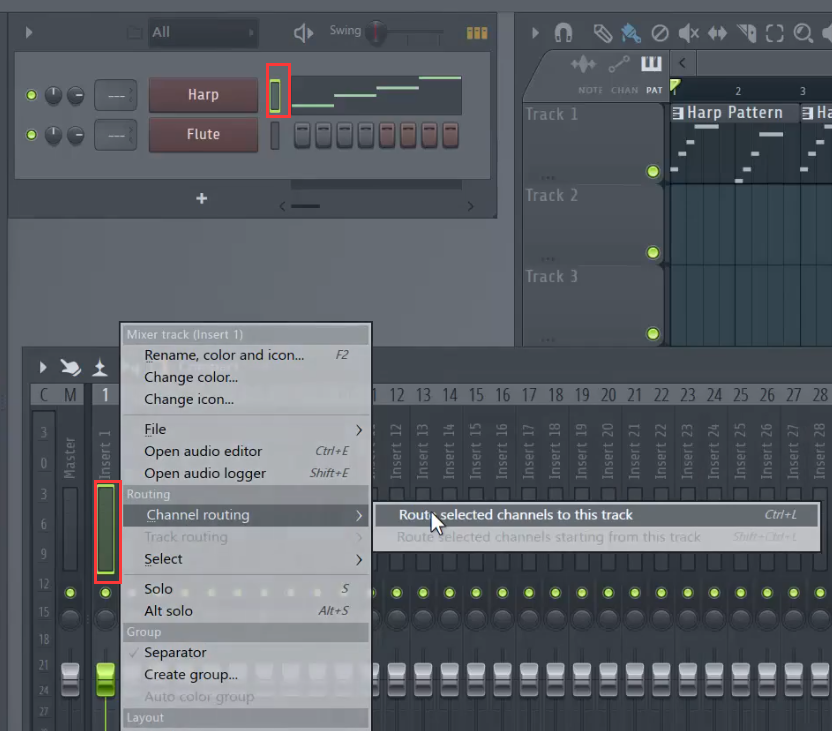 All
Swing
---
Harp
---
Flute
+
NOTE CHAN PAT
1 2 3
Track 1
Harp Pattern
Ha
Track 2
Track 3
Mixer track (Insert 1)
Rename, color and icon... F2
Change color...
Change icon...
File
Open audio editor Ctrl+E
Open audio logger Shift+E
Routing
Channel routing
Route selected channels to this track Ctrl+L
Track routing
Route selected channels starting from this track Shift+Ctrl+L
Select
Solo S
Alt solo Alt+S
Group
Separator
Create group...
Auto color group
Layout
C M 1 12 13 14 15 16 17 18 19 20 21 22 23 24 25 26 27 28
Master
Insert 1
Insert 12
Insert 13
Insert 14
Insert 15
Insert 16
Insert 17
Insert 18
Insert 19
Insert 20
Insert 21
Insert 22
Insert 23
Insert 24
Insert 25
Insert 26
Insert 27
Insert 28
3
0
3
6
9
12
15
18
21
24
27